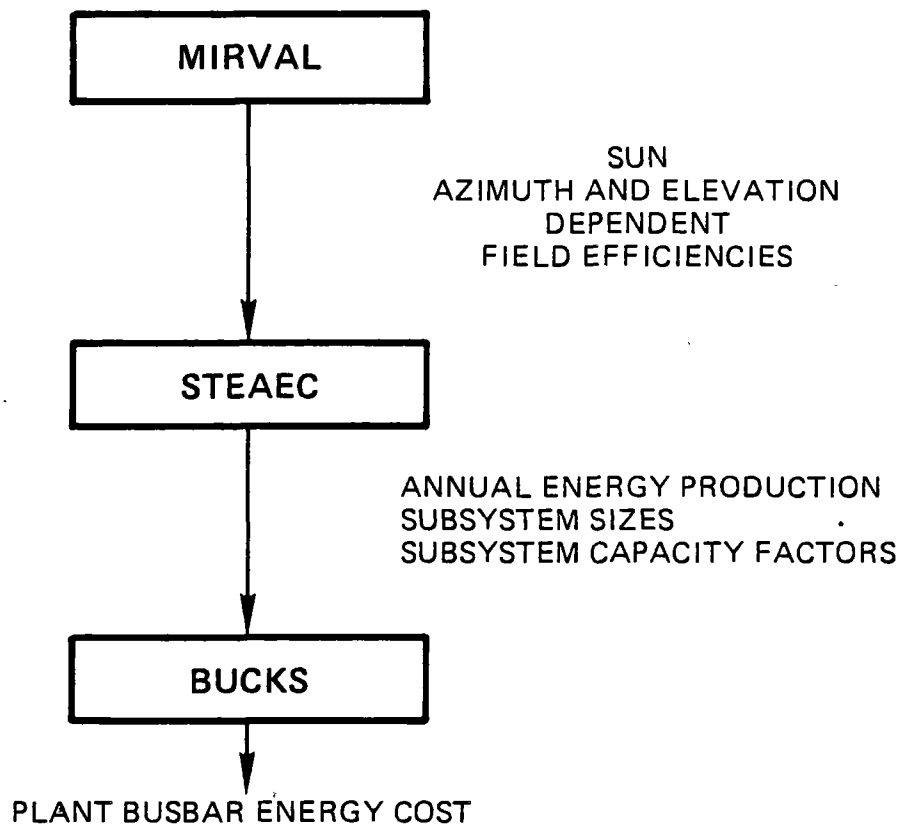 MIRVAL
SUN
AZIMUTH AND ELEVATION
DEPENDENT
FIELD EFFICIENCIES
STEAEC
ANNUAL ENERGY PRODUCTION
SUBSYSTEM SIZES
SUBSYSTEM CAPACITY FACTORS
BUCKS
PLANT BUSBAR ENERGY COST